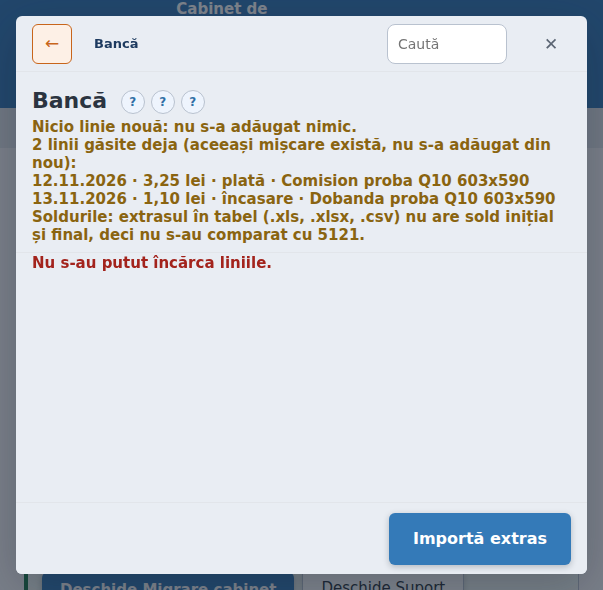 Cabinet de
←
Bancă
Caută
✕
Bancă ? ? ?
Nicio linie nouă: nu s-a adăugat nimic.
2 linii găsite deja (aceeași mișcare există, nu s-a adăugat din
nou):
12.11.2026 · 3,25 lei · plată · Comision proba Q10 603x590
13.11.2026 · 1,10 lei · încasare · Dobanda proba Q10 603x590
Soldurile: extrasul în tabel (.xls, .xlsx, .csv) nu are sold inițial
și final, deci nu s-au comparat cu 5121.
Nu s-au putut încărca liniile.
Importă extras
Deschide Migrare cabinet
Deschide Suport